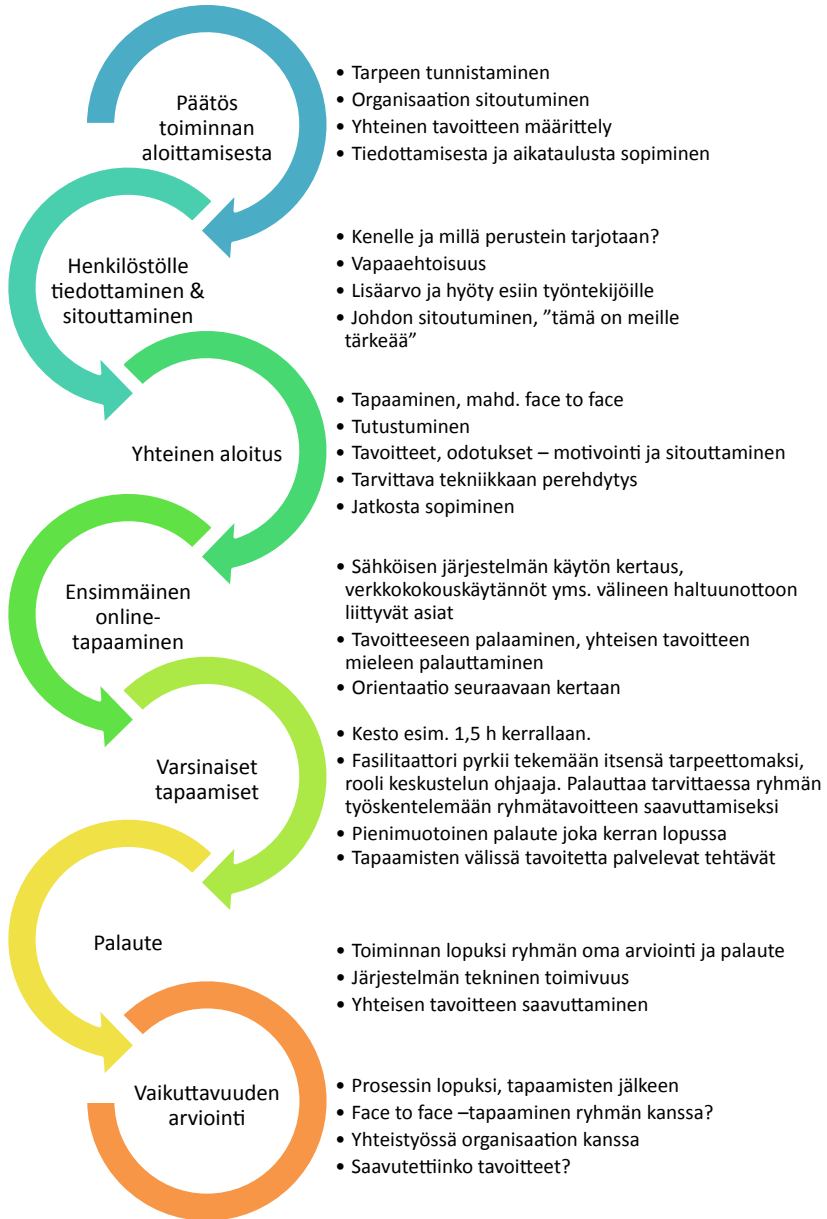 Päätös
toiminnan
aloittamisesta
• Tarpeen tunnistaminen
• Organisaation sitoutuminen
• Yhteinen tavoitteen määrittely
• Tiedottamisesta ja aikataulusta sopiminen
Henkilöstölle
tiedottaminen &
sitouttaminen
• Kenelle ja millä perustein tarjotaan?
• Vapaaehtoisuus
• Lisäarvo ja hyöty esiin työntekijöille
• Johdon sitoutuminen, ”tämä on meille
tärkeää”
Yhteinen aloitus
• Tapaaminen, mahd. face to face
• Tutustuminen
• Tavoitteet, odotukset – motivointi ja sitouttaminen
• Tarvittava tekniikkaan perehdytys
• Jatkosta sopiminen
Ensimmäinen
online-
tapaaminen
• Sähköisen järjestelmän käytön kertaus,
verkkokokouskäytännöt yms. välineen haltuunottoon
liittyvät asiat
• Tavoitteeseen palaaminen, yhteisen tavoitteen
mieleen palauttaminen
• Orientaatio seuraavaan kertaan
Varsinaiset
tapaamiset
• Kesto esim. 1,5 h kerrallaan.
• Fasilitaattori pyrkii tekemään itsensä tarpeettomaksi,
rooli keskustelun ohjaaja. Palauttaa tarvittaessa ryhmän
työskentelemään ryhmätavoitteen saavuttamiseksi
• Pienimuotoinen palaute joka kerran lopussa
• Tapaamisten välissä tavoitetta palvelevat tehtävät
Palaute
• Toiminnan lopuksi ryhmän oma arviointi ja palaute
• Järjestelmän tekninen toimivuus
• Yhteisen tavoitteen saavuttaminen
Vaikuttavuuden
arviointi
• Prosessin lopuksi, tapaamisten jälkeen
• Face to face –tapaaminen ryhmän kanssa?
• Yhteistyössä organisaation kanssa
• Saavutettiinko tavoitteet?